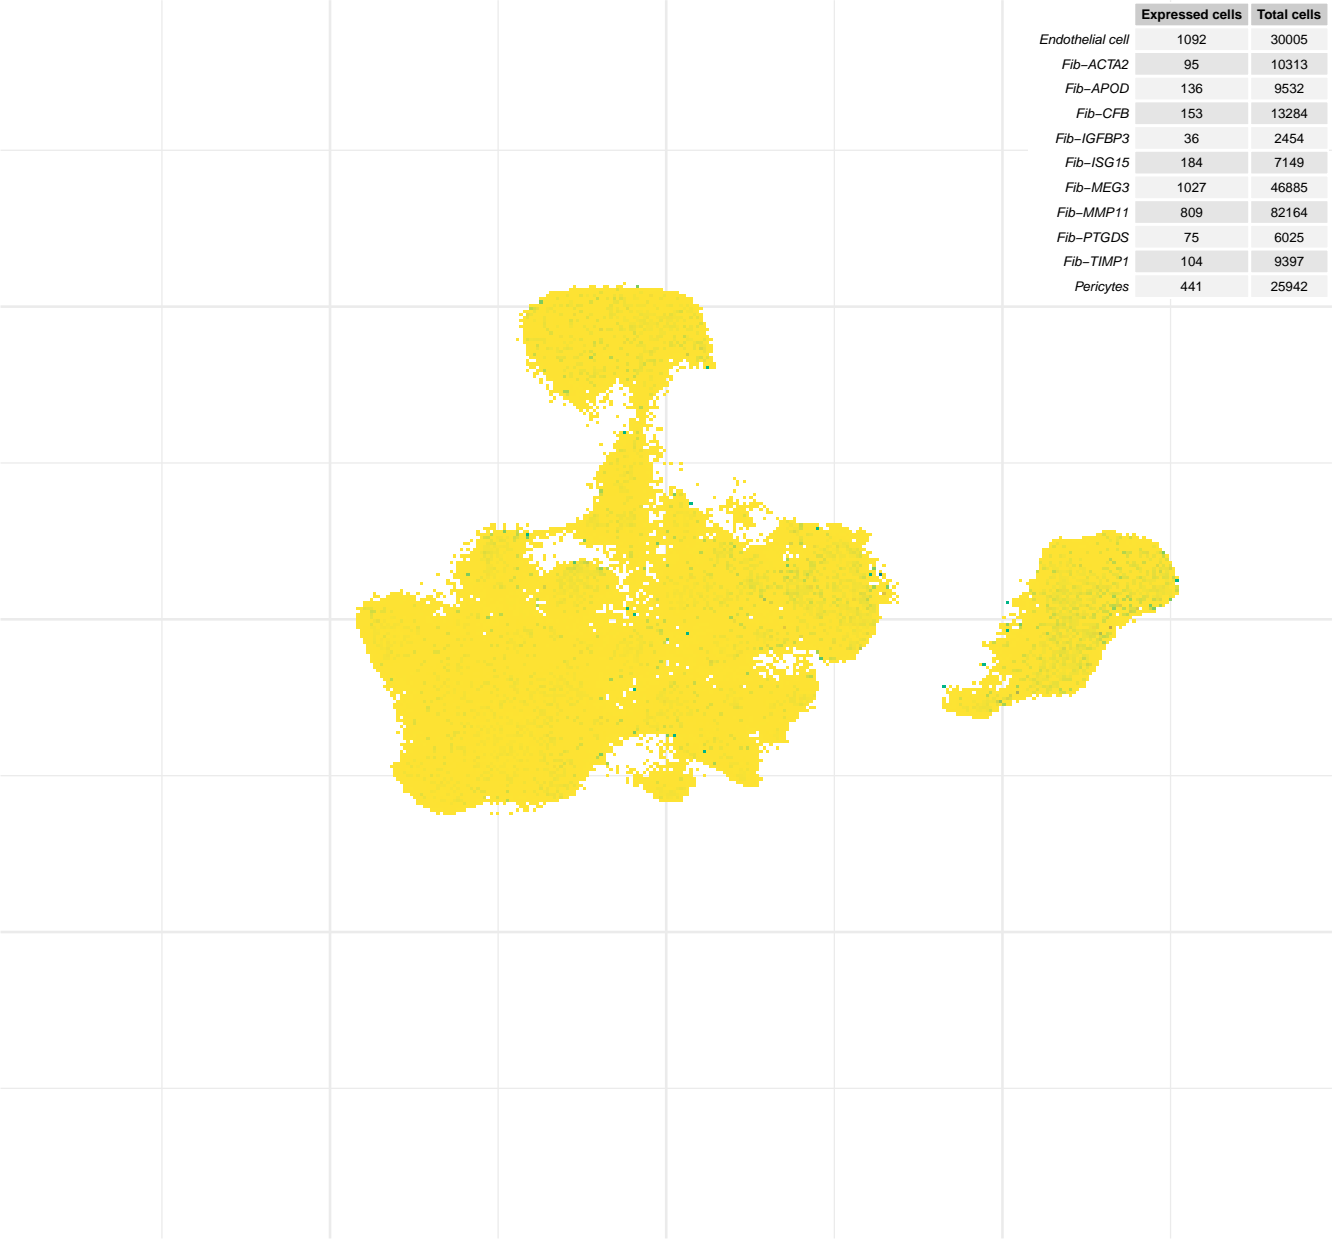 Expressed cells Total cells
Endothelial cell 1092 30005
Fib−ACTA2 95 10313
Fib−APOD 136 9532
Fib−CFB 153 13284
Fib−IGFBP3 36 2454
Fib−ISG15 184 7149
Fib−MEG3 1027 46885
Fib−MMP11 809 82164
Fib−PTGDS 75 6025
Fib−TIMP1 104 9397
Pericytes 441 25942